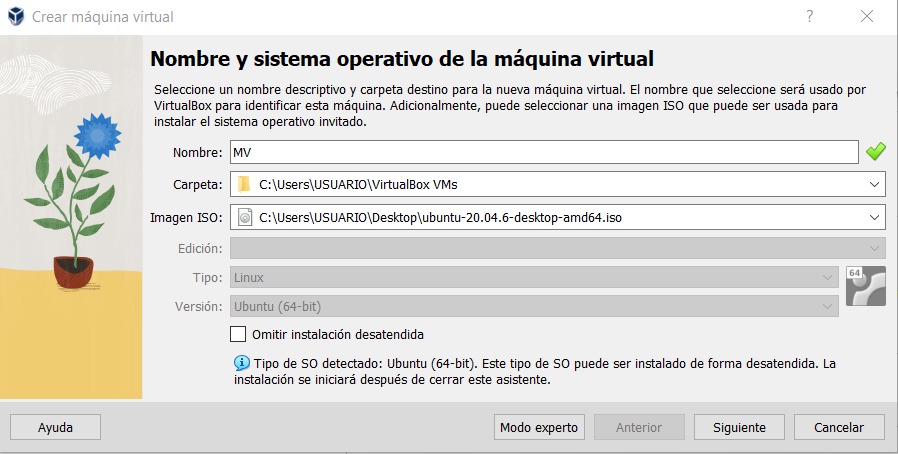 Crear máquina virtual
Nombre y sistema operativo de la máquina virtual
Seleccione un nombre descriptivo y carpeta destino para la nueva máquina virtual. El nombre que seleccione será usado por
VirtualBox para identificar esta máquina. Adicionalmente, puede seleccionar una imagen ISO que puede ser usada para
instalar el sistema operativo invitado.
Nombre: MV
Carpeta: C:\Users\USUARIO\VirtualBox VMs
Imagen ISO: C:\Users\USUARIO\Desktop\ubuntu-20.04.6-desktop-amd64.iso
Edición:
Tipo: Linux
64
Versión: Ubuntu (64-bit)
Omitir instalación desatendida
Tipo de SO detectado: Ubuntu (64-bit). Este tipo de SO puede ser instalado de forma desatendida. La
instalación se iniciará después de cerrar este asistente.
Ayuda Modo experto Anterior Siguiente Cancelar